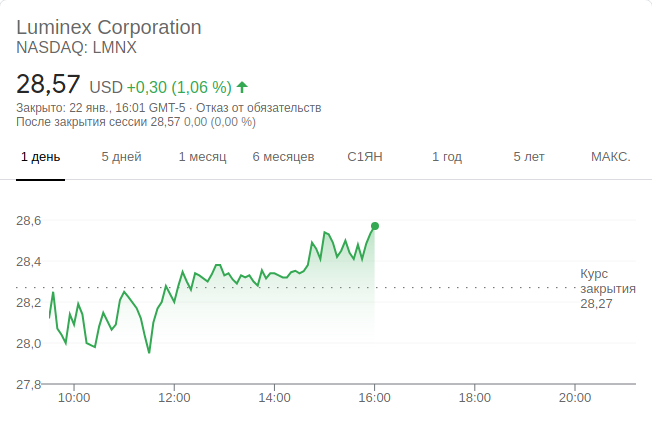 Luminex Corporation
NASDAQ: LMNX
28,57 USD +0,30 (1,06 %)
Закрыто: 22 янв., 16:01 GMT-5 · Отказ от обязательств
После закрытия сессии 28,57 0,00 (0,00 %)
1 день 5 дней 1 месяц 6 месяцев С1ЯН 1 год 5 лет МАКС.
28,6
28,4
Курс
закрытия
28,27
28,2
28,0
27,8
10:00 12:00 14:00 16:00 18:00 20:00